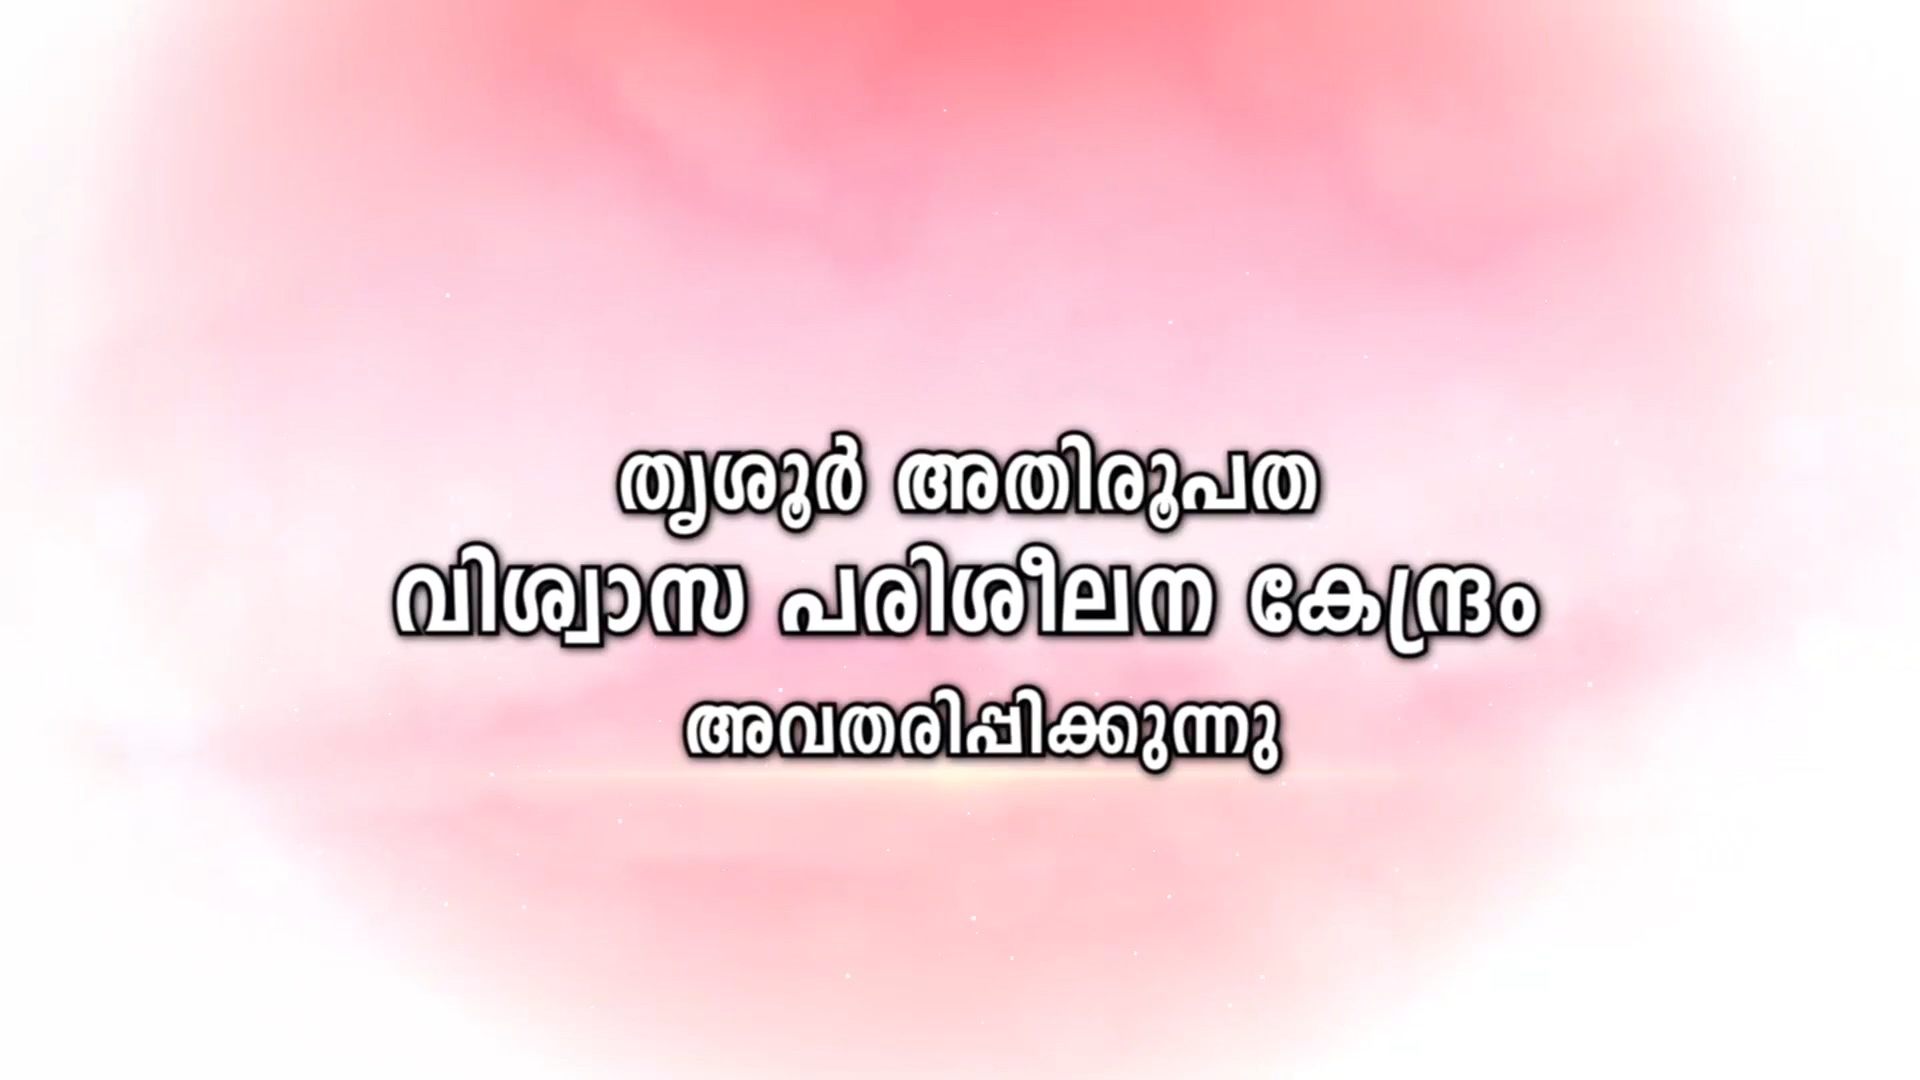 തൃശൂർ അതിരൂപത
വിശ്വാസ പരിശീലന കേന്ദ്രം
അവതരിപ്പിക്കുന്നു